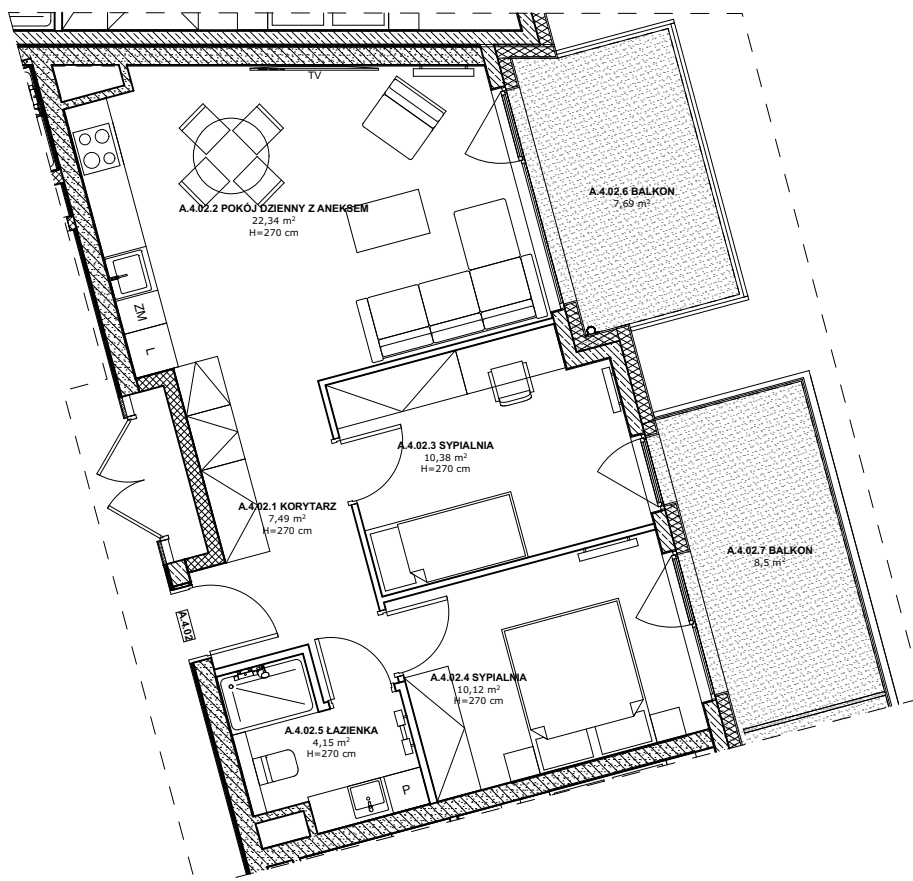 TV
A.4.02.2 POKÓJ DZIENNY Z ANEKSEM
22,34 m²
H=270 cm
A.4.02.6 BALKON
7,69 m²
ZM
L
A.4.02.3 SYPIALNIA
10,38 m²
H=270 cm
A.4.02.1 KORYTARZ
7,49 m²
H=270 cm
A.4.02.7 BALKON
8,5 m²
A.4.02
A.4.02.4 SYPIALNIA
10,12 m²
H=270 cm
A.4.02.5 ŁAZIENKA
4,15 m²
H=270 cm
P